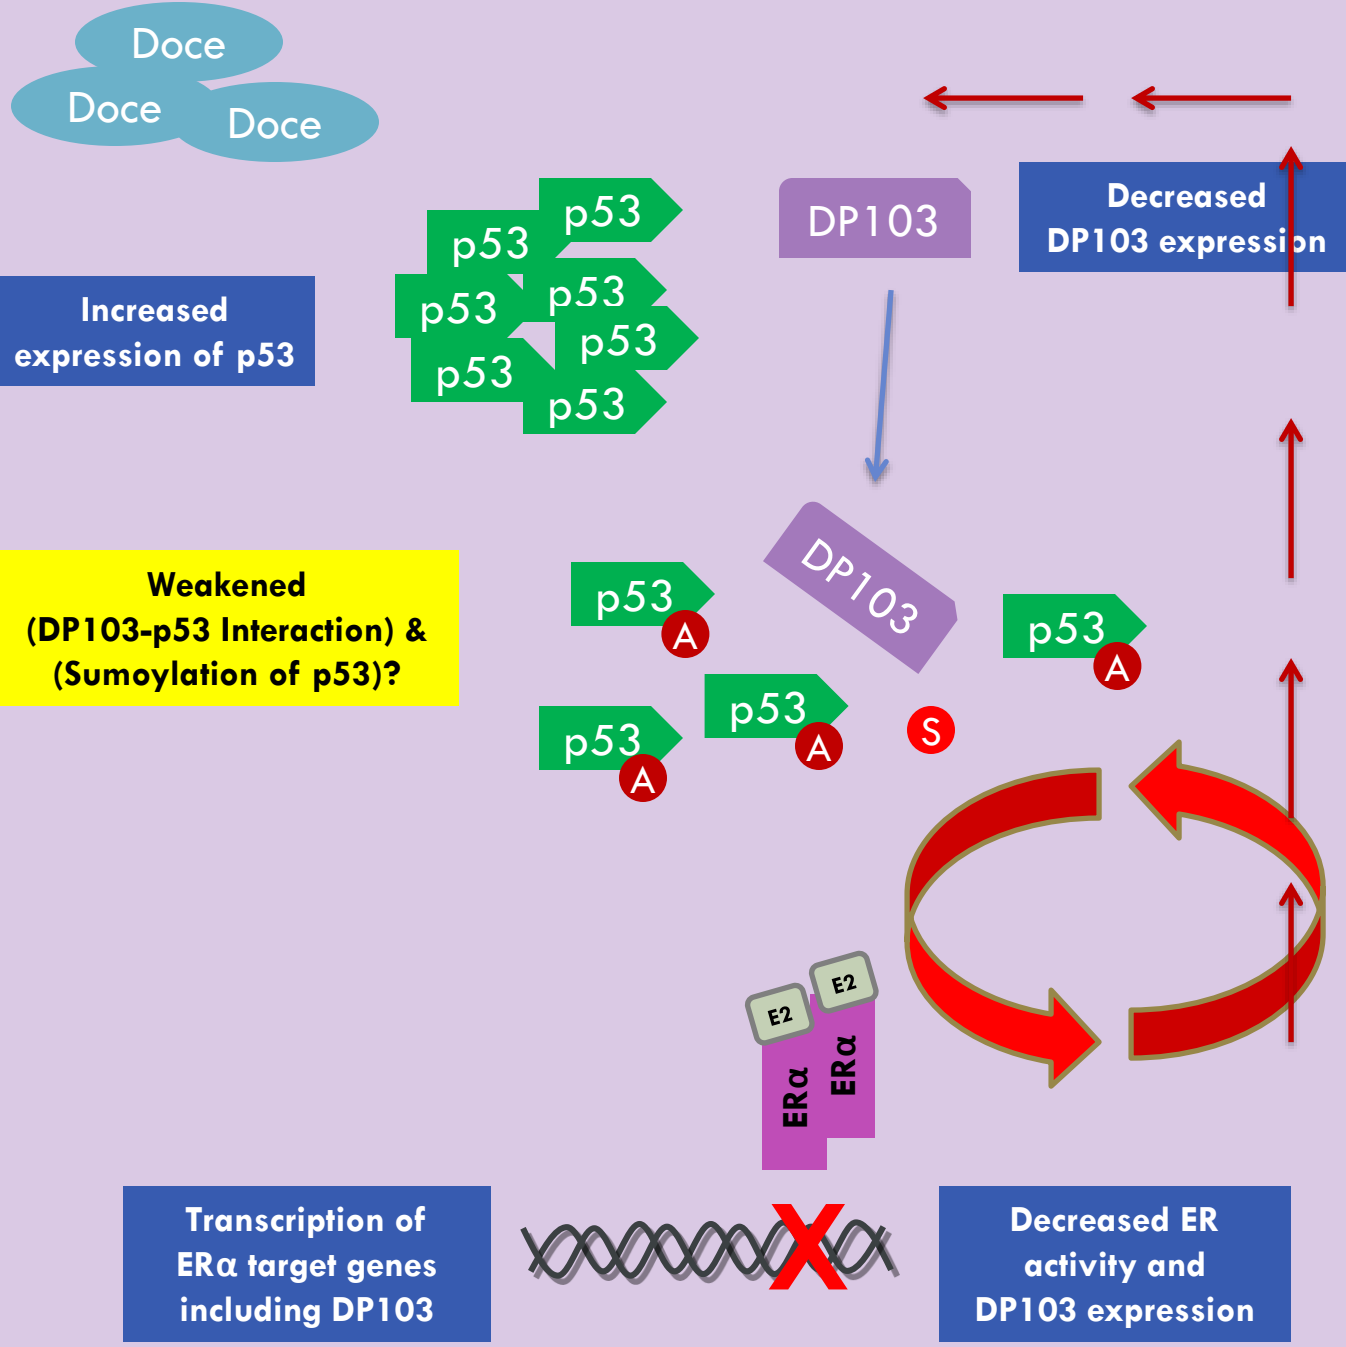 Doce
Doce
Doce
Decreased
DP103 expression
p53
DP103
p53
p53
p53
Increased
expression of p53
p53
p53
p53
Weakened
(DP103-p53 Interaction) &
(Sumoylation of p53)?
DP103
p53
A
p53
A
p53
A
S
p53
A
E2
E2
ERα
ERα
Transcription of
ERα target genes
including DP103
X
Decreased ER
activity and
DP103 expression